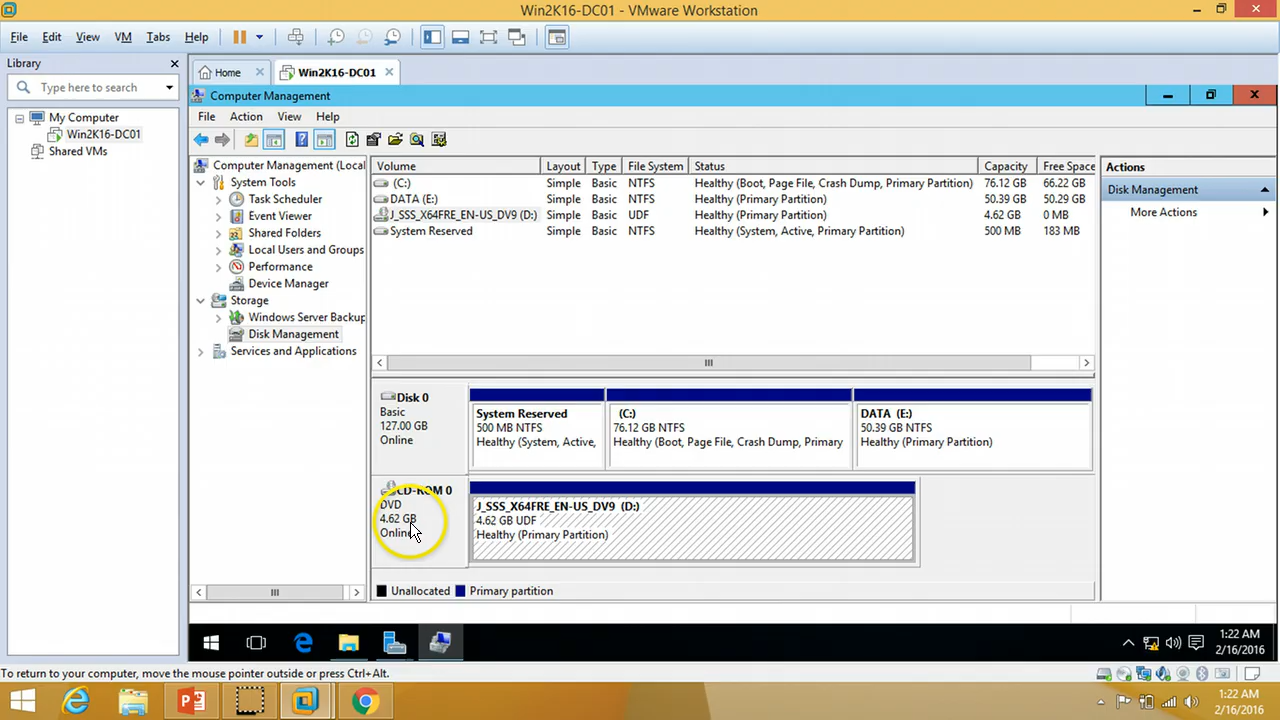 Win2K16-DC01 - VMware Workstation
File Edit View VM Tabs Help
Library
Type here to search
My Computer
Win2K16-DC01
Shared VMs
Home
Win2K16-DC01
Computer Management
File Action View Help
Computer Management (Local
System Tools
Task Scheduler
Event Viewer
Shared Folders
Local Users and Groups
Performance
Device Manager
Storage
Windows Server Backup
Disk Management
Services and Applications
Volume Layout Type File System Status Capacity Free Space
(C:) Simple Basic NTFS Healthy (Boot, Page File, Crash Dump, Primary Partition) 76.12 GB 66.22 GB
DATA (E:) Simple Basic NTFS Healthy (Primary Partition) 50.39 GB 50.29 GB
J_SSS_X64FRE_EN-US_DV9 (D:) Simple Basic UDF Healthy (Primary Partition) 4.62 GB 0 MB
System Reserved Simple Basic NTFS Healthy (System, Active, Primary Partition) 500 MB 183 MB
Disk 0
Basic
127.00 GB
Online
System Reserved
500 MB NTFS
Healthy (System, Active,
(C:)
76.12 GB NTFS
Healthy (Boot, Page File, Crash Dump, Primary
DATA (E:)
50.39 GB NTFS
Healthy (Primary Partition)
CD-ROM 0
DVD
4.62 GB
Online
J_SSS_X64FRE_EN-US_DV9 (D:)
4.62 GB UDF
Healthy (Primary Partition)
Unallocated Primary partition
Actions
Disk Management
More Actions
1:22 AM
2/16/2016
To return to your computer, move the mouse pointer outside or press Ctrl+Alt.
1:22 AM
2/16/2016